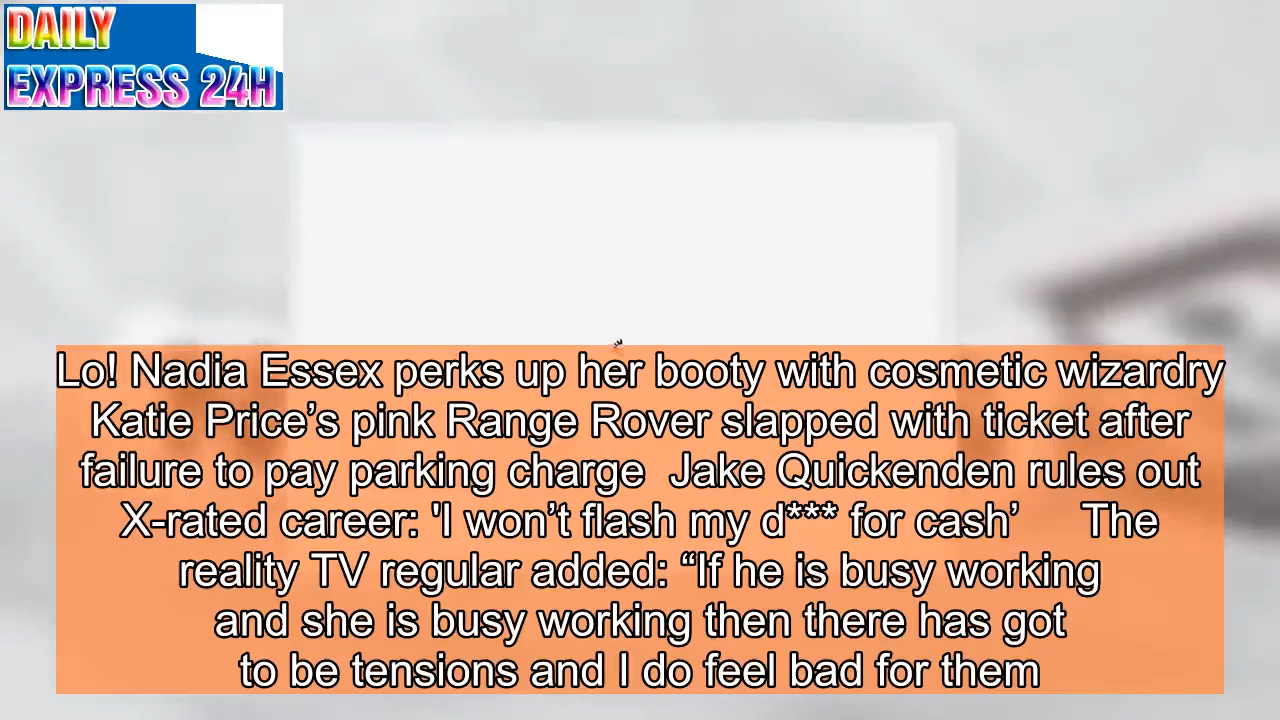 DAILY
EXPRESS 24H
Lo! Nadia Essex perks up her booty with cosmetic wizardry
Katie Price’s pink Range Rover slapped with ticket after
failure to pay parking charge  Jake Quickenden rules out
X-rated career: 'I won’t flash my d*** for cash’      The
reality TV regular added: “If he is busy working
and she is busy working then there has got
to be tensions and I do feel bad for them